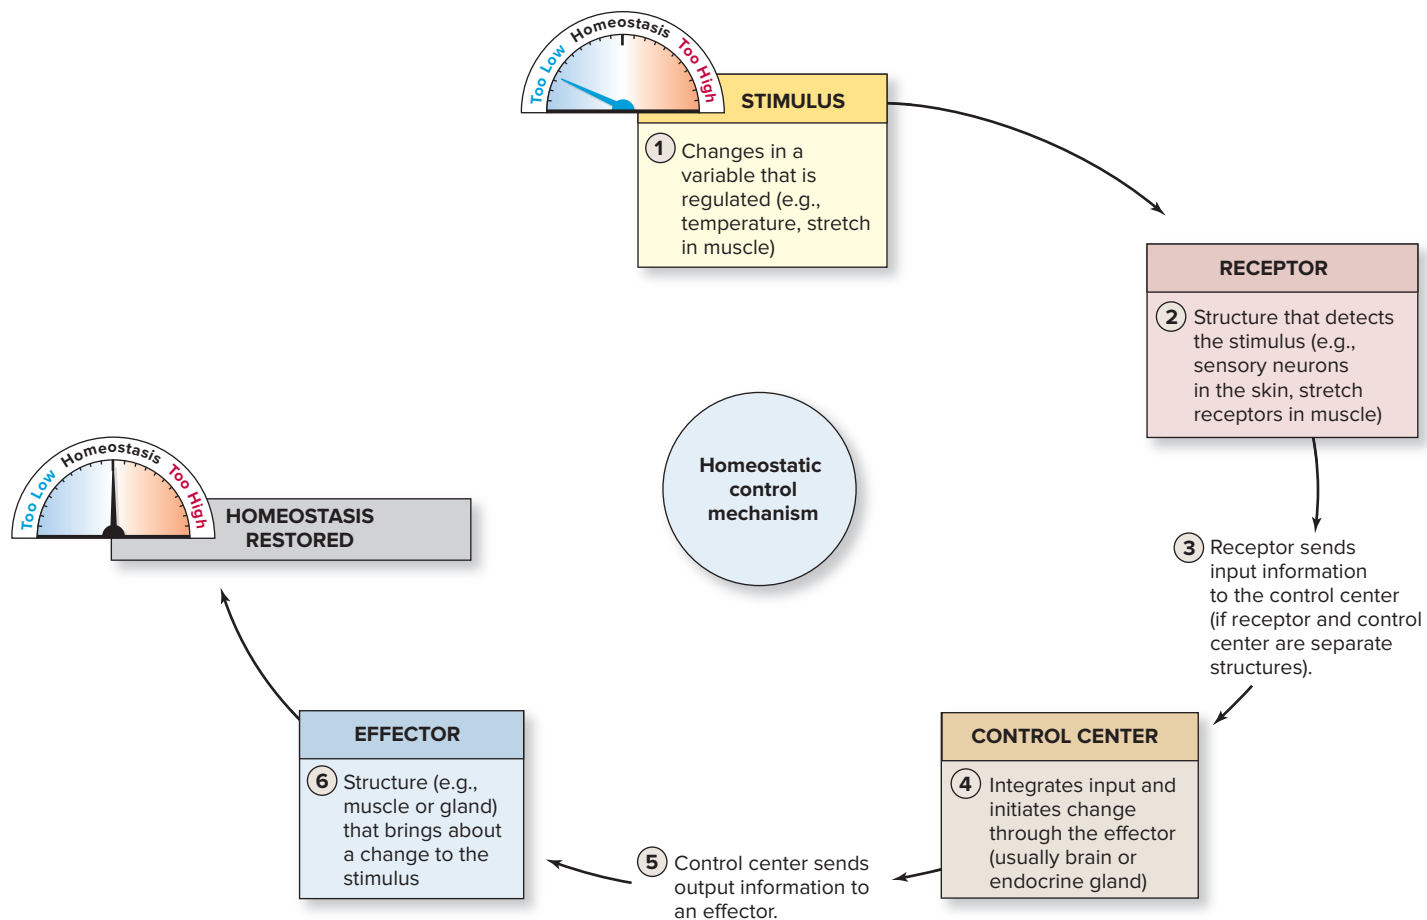 Too Low Homeostasis Too High
STIMULUS
1 Changes in a
variable that is
regulated (e.g.,
temperature, stretch
in muscle)
RECEPTOR
2 Structure that detects
the stimulus (e.g.,
sensory neurons
in the skin, stretch
receptors in muscle)
3 Receptor sends
input information
to the control center
(if receptor and control
center are separate
structures).
CONTROL CENTER
4 Integrates input and
initiates change
through the effector
(usually brain or
endocrine gland)
5 Control center sends
output information to
an effector.
EFFECTOR
6 Structure (e.g.,
muscle or gland)
that brings about
a change to the
stimulus
Too Low Homeostasis Too High
HOMEOSTASIS
RESTORED
Homeostatic
control
mechanism